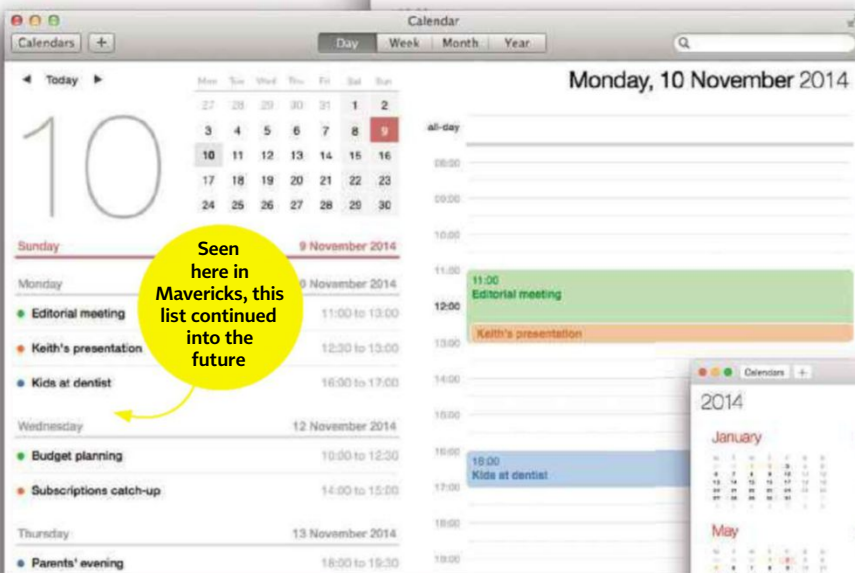 Calendar
Calendars +
Day Week Month Year
Today
Mon Tue Wed Thu Fri Sat Sun
27 28 29 30 31 1 2
3 4 5 6 7 8 9
10 11 12 13 14 15 16
17 18 19 20 21 22 23
24 25 26 27 28 29 30
10
Sunday 9 November 2014
Monday 10 November 2014
Editorial meeting 11:00 to 13:00
Keith's presentation 12:30 to 13:00
Kids at dentist 16:00 to 17:00
Wednesday 12 November 2014
Budget planning 10:00 to 12:30
Subscriptions catch-up 14:00 to 15:00
Thursday 13 November 2014
Parents' evening 18:00 to 19:30
Seen
here in
Mavericks, this
list continued
into the
future
Monday, 10 November 2014
all-day
08:00
09:00
10:00
11:00
11:00
Editorial meeting
12:00
Keith's presentation
13:00
14:00
15:00
16:00
16:00
Kids at dentist
17:00
18:00
19:00
Calendars +
2014
January
May